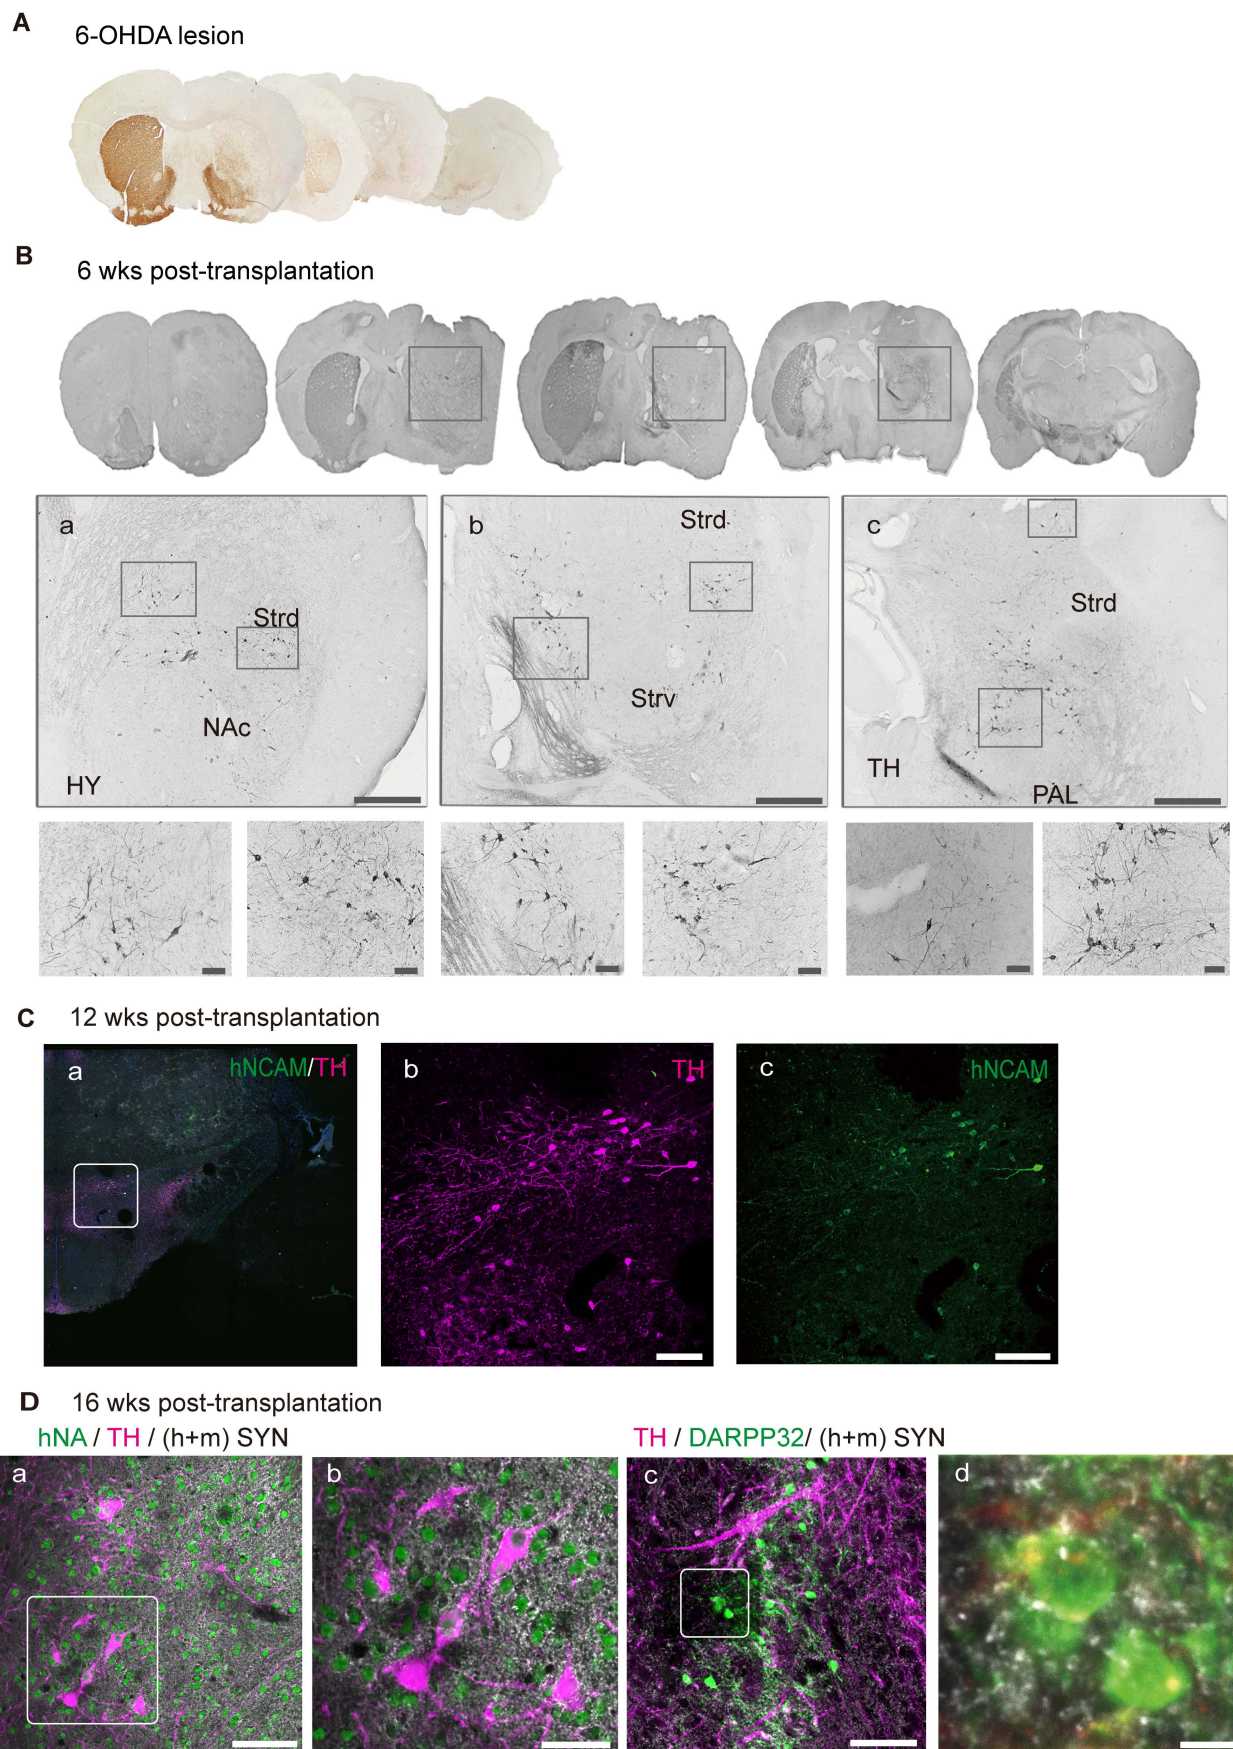 A
6-OHDA lesion
B
6 wks post-transplantation
a
Strd
NAc
HY
b
Strd
Strv
c
Strd
TH
PAL
C
12 wks post-transplantation
a
hNCAM/TH
b
TH
c
hNCAM
D
16 wks post-transplantation
hNA / TH / (h+m) SYN
TH / DARPP32/ (h+m) SYN
a
b
c
d